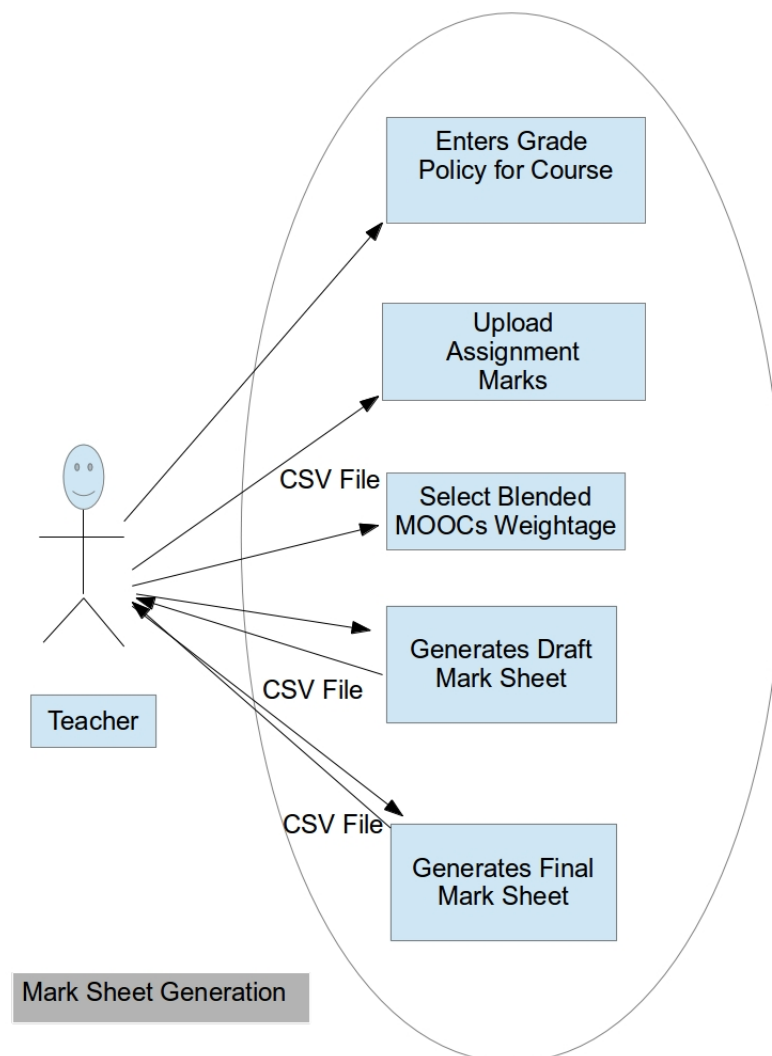 Enters Grade
Policy for Course
Upload
Assignment
Marks
CSV File
Select Blended
MOOCs Weightage
Generates Draft
Mark Sheet
CSV File
Teacher
CSV File
Generates Final
Mark Sheet
Mark Sheet Generation